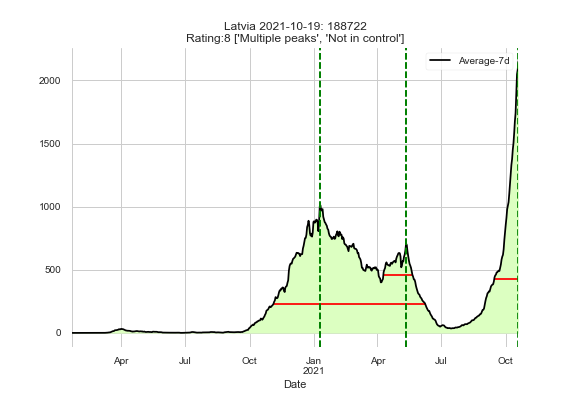 Latvia 2021-10-19: 188722
Rating:8 ['Multiple peaks', 'Not in control']
Average-7d
2000
1500
1000
500
0
Apr
Jul
Oct
Jan
2021
Apr
Jul
Oct
Date